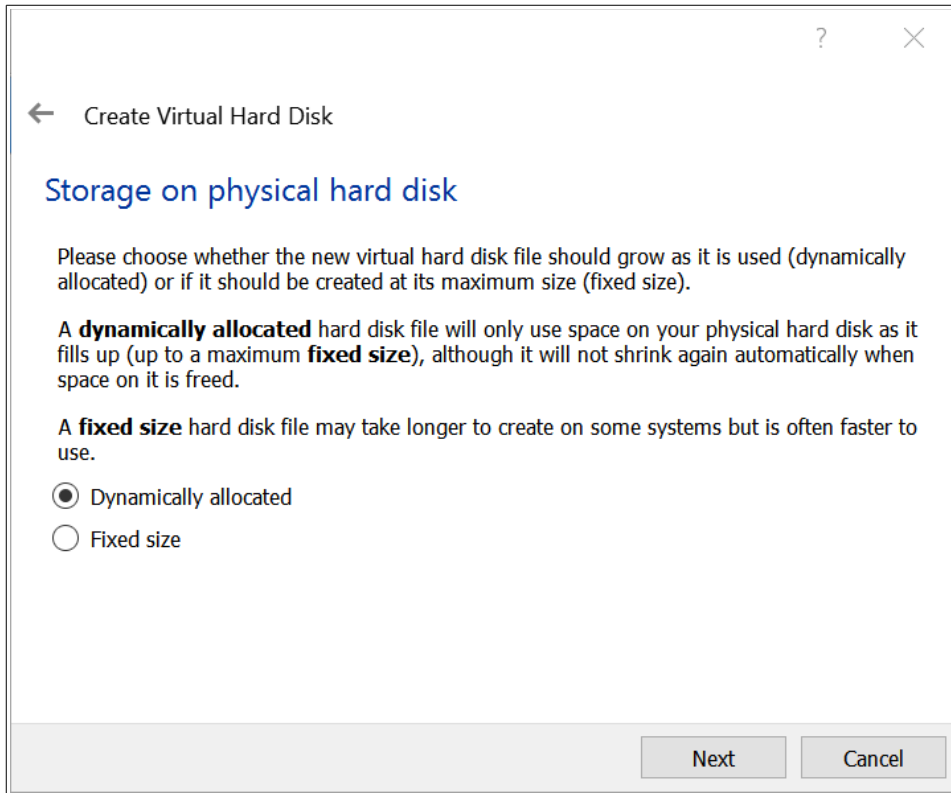 ?
Create Virtual Hard Disk
Storage on physical hard disk
Please choose whether the new virtual hard disk file should grow as it is used (dynamically
allocated) or if it should be created at its maximum size (fixed size).
A dynamically allocated hard disk file will only use space on your physical hard disk as it
fills up (up to a maximum fixed size), although it will not shrink again automatically when
space on it is freed.
A fixed size hard disk file may take longer to create on some systems but is often faster to
use.
Dynamically allocated
Fixed size
Next Cancel